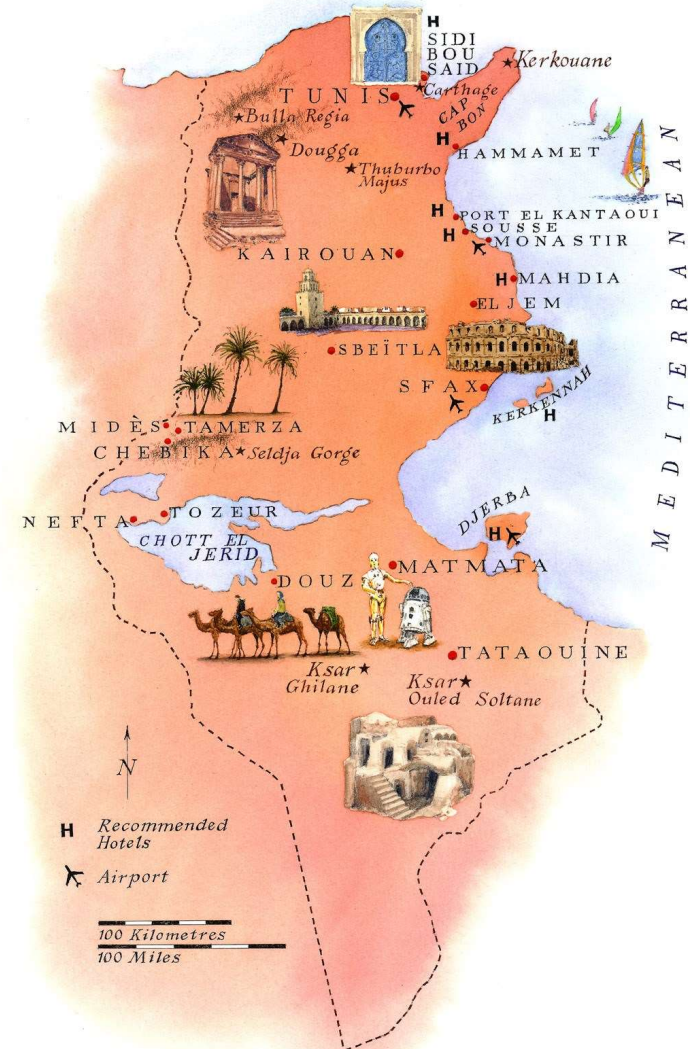 H
SIDI
BOU
SAID
Kerkouane
Carthage
TUNIS
CAP
BON
Bulla Regia
H
HAMMAMET
Dougga
Thuburbo
Majus
H
PORT EL KANTAOUI
H
SOUSSE
MONASTIR
KAIROUAN
H
MAHDIA
EL JEM
SBEÏTLA
SFAX
KERKENNAH
H
MEDITERRANEAN
MIDÈS
TAMERZA
CHEBIKA
Seldja Gorge
NEFTA
TOZEUR
CHOTT EL
JERID
DJERBA
H
MATMATA
DOUZ
TATAOUINE
Ksar
Ghilane
Ksar
Ouled Soltane
N
H Recommended
Hotels
Airport
100 Kilometres
100 Miles